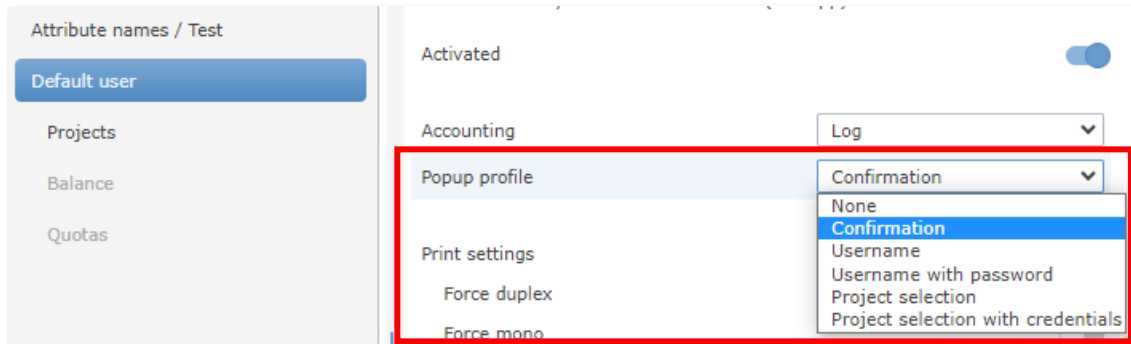 Attribute names / Test
Default user
Projects
Balance
Quotas
Activated
Accounting
Log
Popup profile
Confirmation
None
Confirmation
Username
Username with password
Project selection
Project selection with credentials
Print settings
Force duplex
Force mono